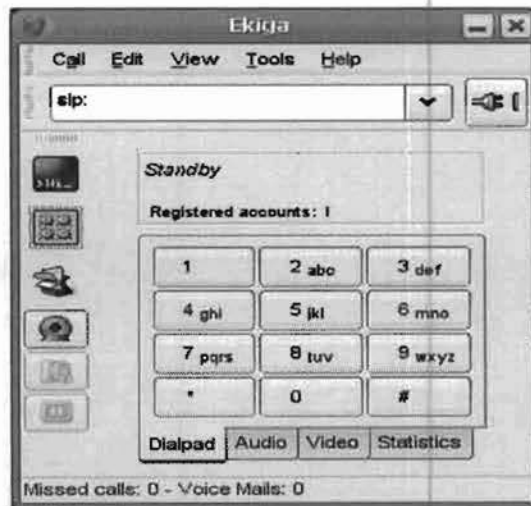 Ekiga
Call Edit View Tools Help
sip:
Standby
Registered accounts: 1
1 2 abc 3 def
4 ghi 5 jkl 6 mno
7 pqrs 8 tuv 9 wxyz
* 0 #
Dialpad Audio Video Statistics
Missed calls: 0 - Voice Mails: 0